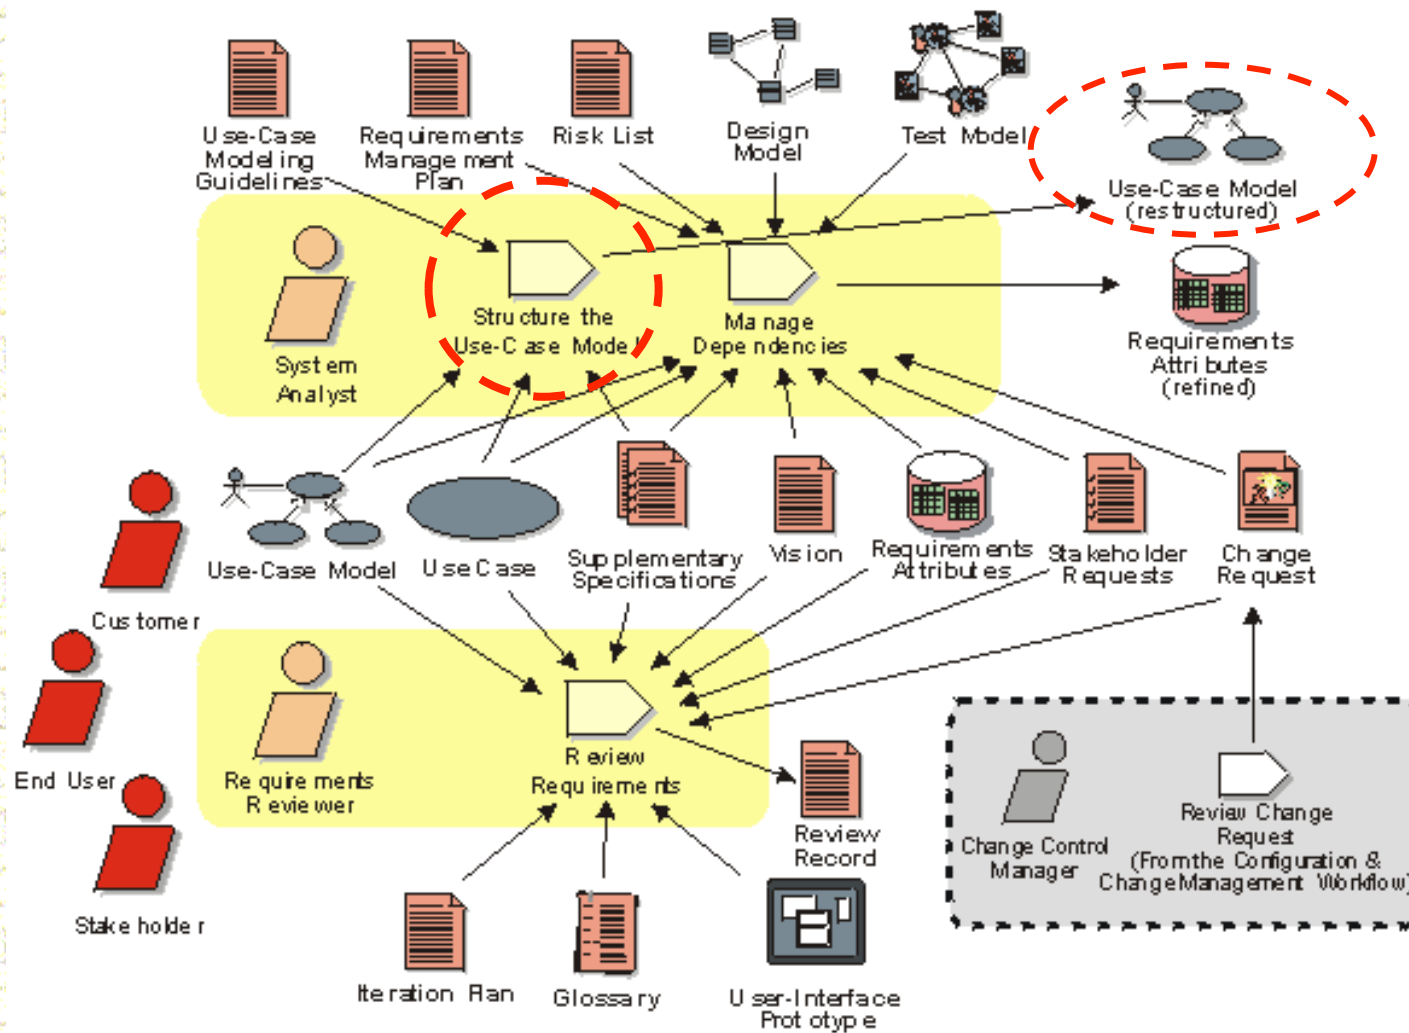 Use-Case
Modeling
Guidelines
Requirements
Management
Plan
Risk List
Design
Model
Test Model
Use-Case Model
(restructured)
System
Analyst
Structure the
Use-Case Model
Manage
Dependencies
Requirements
Attributes
(refined)
Customer
Use-Case Model
Use Case
Supplementary
Specifications
Vision
Requirements
Attributes
Stakeholder
Requests
Change
Request
End User
Stakeholder
Requirements
Reviewer
Review
Requirements
Review
Record
Change Control
Manager
Review Change
Request
(From the Configuration &
Change Management Workflow)
Iteration Plan
Glossary
User-Interface
Prototype